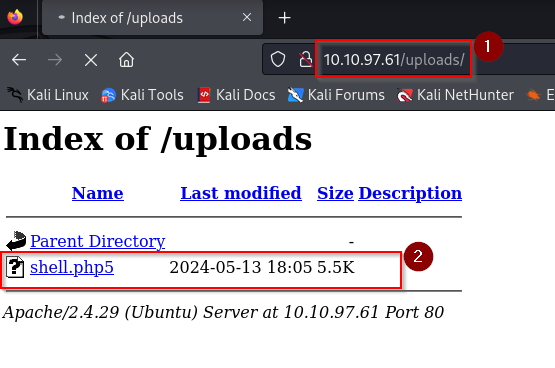 Index of /uploads
1
10.10.97.61/uploads/
Kali Linux Kali Tools Kali Docs Kali Forums Kali NetHunter E
Index of /uploads
Name Last modified Size Description
Parent Directory -
2
shell.php5 2024-05-13 18:05 5.5K
Apache/2.4.29 (Ubuntu) Server at 10.10.97.61 Port 80